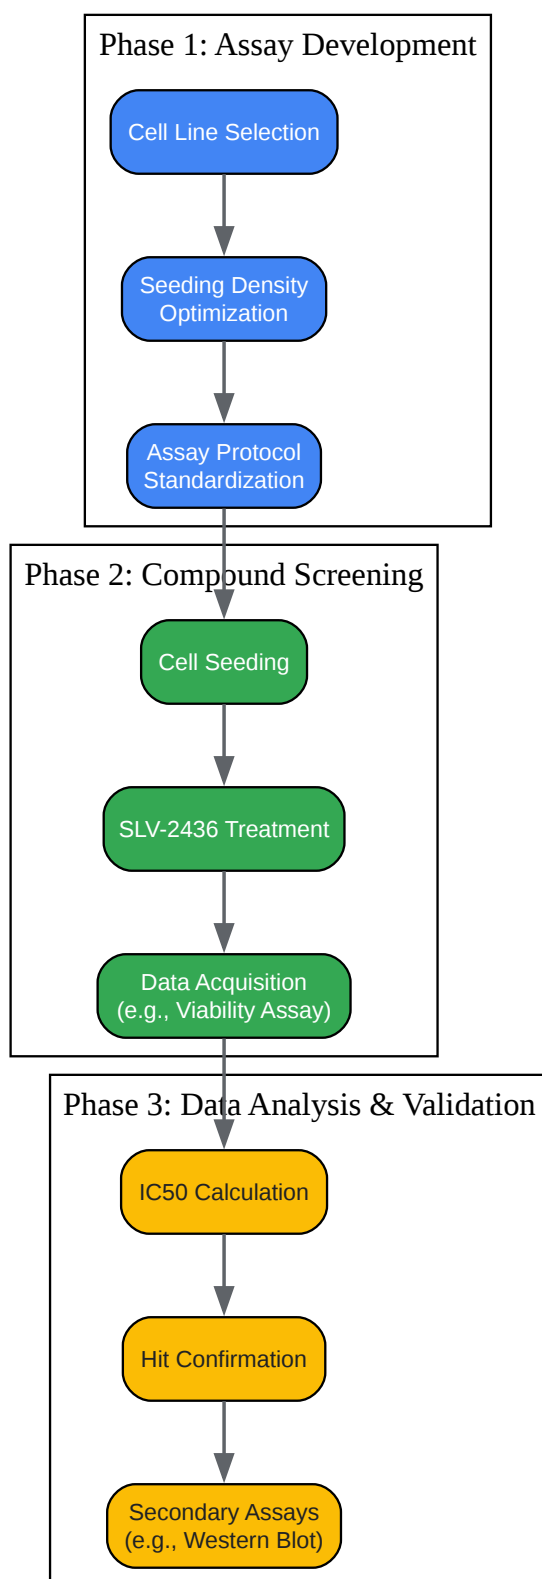 Phase 1: Assay Development
Cell Line Selection
Seeding Density
Optimization
Assay Protocol
Standardization
Phase 2: Compound Screening
Cell Seeding
SLV-2436 Treatment
Data Acquisition
(e.g., Viability Assay)
Phase 3: Data Analysis & Validation
IC50 Calculation
Hit Confirmation
Secondary Assays
(e.g., Western Blot)